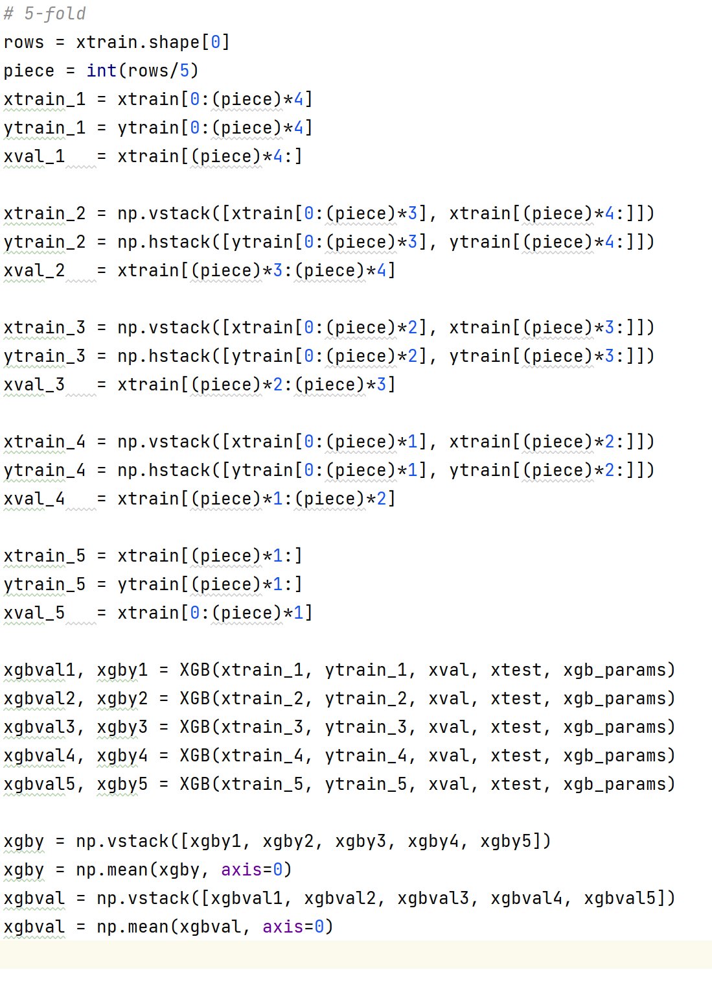 # 5-fold
rows = xtrain.shape[0]
piece = int(rows/5)
xtrain_1 = xtrain[0:(piece)*4]
ytrain_1 = ytrain[0:(piece)*4]
xval_1   = xtrain[(piece)*4:]
xtrain_2 = np.vstack([xtrain[0:(piece)*3], xtrain[(piece)*4:]])
ytrain_2 = np.hstack([ytrain[0:(piece)*3], ytrain[(piece)*4:]])
xval_2   = xtrain[(piece)*3:(piece)*4]
xtrain_3 = np.vstack([xtrain[0:(piece)*2], xtrain[(piece)*3:]])
ytrain_3 = np.hstack([ytrain[0:(piece)*2], ytrain[(piece)*3:]])
xval_3   = xtrain[(piece)*2:(piece)*3]
xtrain_4 = np.vstack([xtrain[0:(piece)*1], xtrain[(piece)*2:]])
ytrain_4 = np.hstack([ytrain[0:(piece)*1], ytrain[(piece)*2:]])
xval_4   = xtrain[(piece)*1:(piece)*2]
xtrain_5 = xtrain[(piece)*1:]
ytrain_5 = ytrain[(piece)*1:]
xval_5   = xtrain[0:(piece)*1]
xgbval1, xgby1 = XGB(xtrain_1, ytrain_1, xval, xtest, xgb_params)
xgbval2, xgby2 = XGB(xtrain_2, ytrain_2, xval, xtest, xgb_params)
xgbval3, xgby3 = XGB(xtrain_3, ytrain_3, xval, xtest, xgb_params)
xgbval4, xgby4 = XGB(xtrain_4, ytrain_4, xval, xtest, xgb_params)
xgbval5, xgby5 = XGB(xtrain_5, ytrain_5, xval, xtest, xgb_params)
xgby = np.vstack([xgby1, xgby2, xgby3, xgby4, xgby5])
xgby = np.mean(xgby, axis=0)
xgbval = np.vstack([xgbval1, xgbval2, xgbval3, xgbval4, xgbval5])
xgbval = np.mean(xgbval, axis=0)